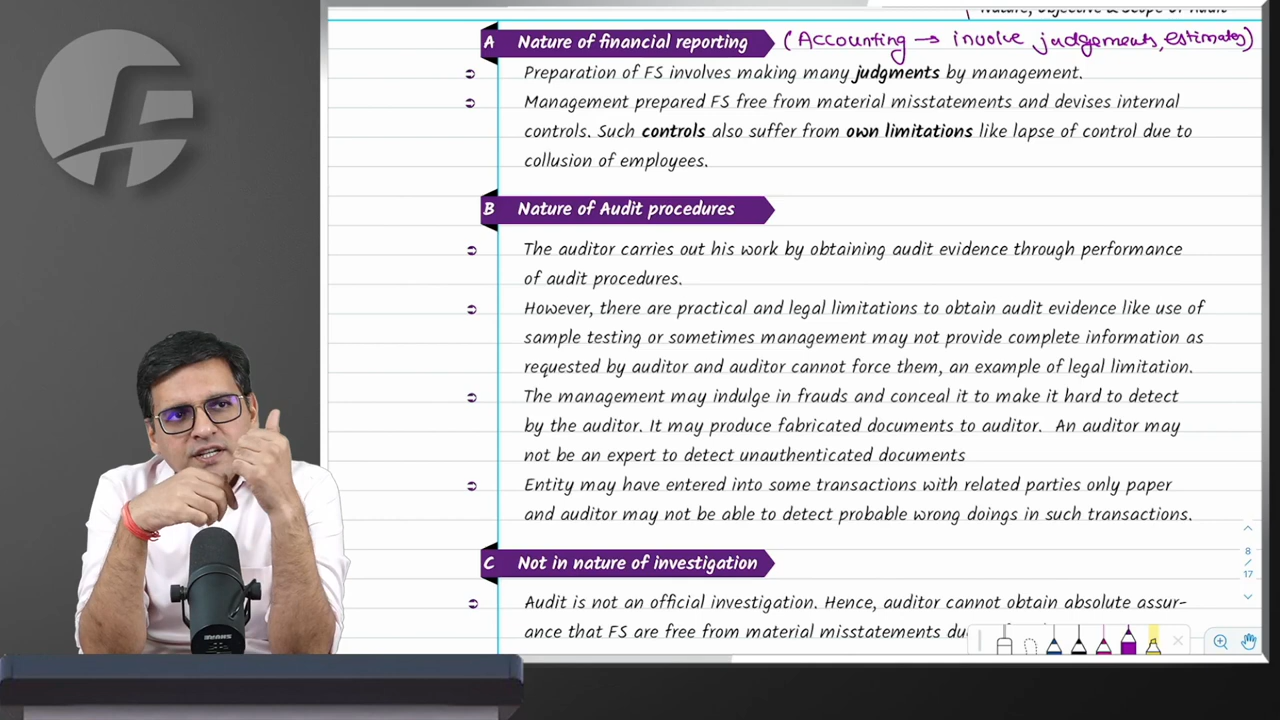 Nature, Objective & Scope of Audit
A Nature of financial reporting (Accounting → involve judgements, estimates)
Preparation of FS involves making many judgments by management.
Management prepared FS free from material misstatements and devises internal
controls. Such controls also suffer from own limitations like lapse of control due to
collusion of employees.
B Nature of Audit procedures
The auditor carries out his work by obtaining audit evidence through performance
of audit procedures.
However, there are practical and legal limitations to obtain audit evidence like use of
sample testing or sometimes management may not provide complete information as
requested by auditor and auditor cannot force them, an example of legal limitation.
The management may indulge in frauds and conceal it to make it hard to detect
by the auditor. It may produce fabricated documents to auditor. An auditor may
not be an expert to detect unauthenticated documents
Entity may have entered into some transactions with related parties only paper
and auditor may not be able to detect probable wrong doings in such transactions.
C Not in nature of investigation
Audit is not an official investigation. Hence, auditor cannot obtain absolute assur-
ance that FS are free from material misstatements
8
/
17
SHURE